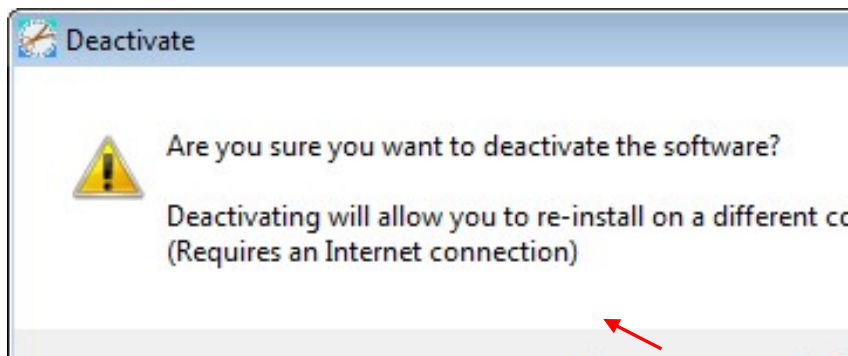 Deactivate
Are you sure you want to deactivate the software?
Deactivating will allow you to re-install on a different
(Requires an Internet connection)